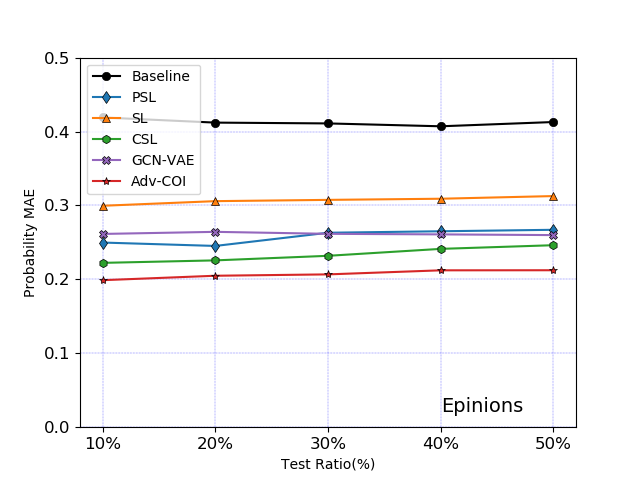 0.5
0.4
0.3
0.2
0.1
0.0
Probability MAE
Baseline
PSL
SL
CSL
GCN-VAE
Adv-COI
Epinions
10% 20% 30% 40% 50%
Test Ratio(%)